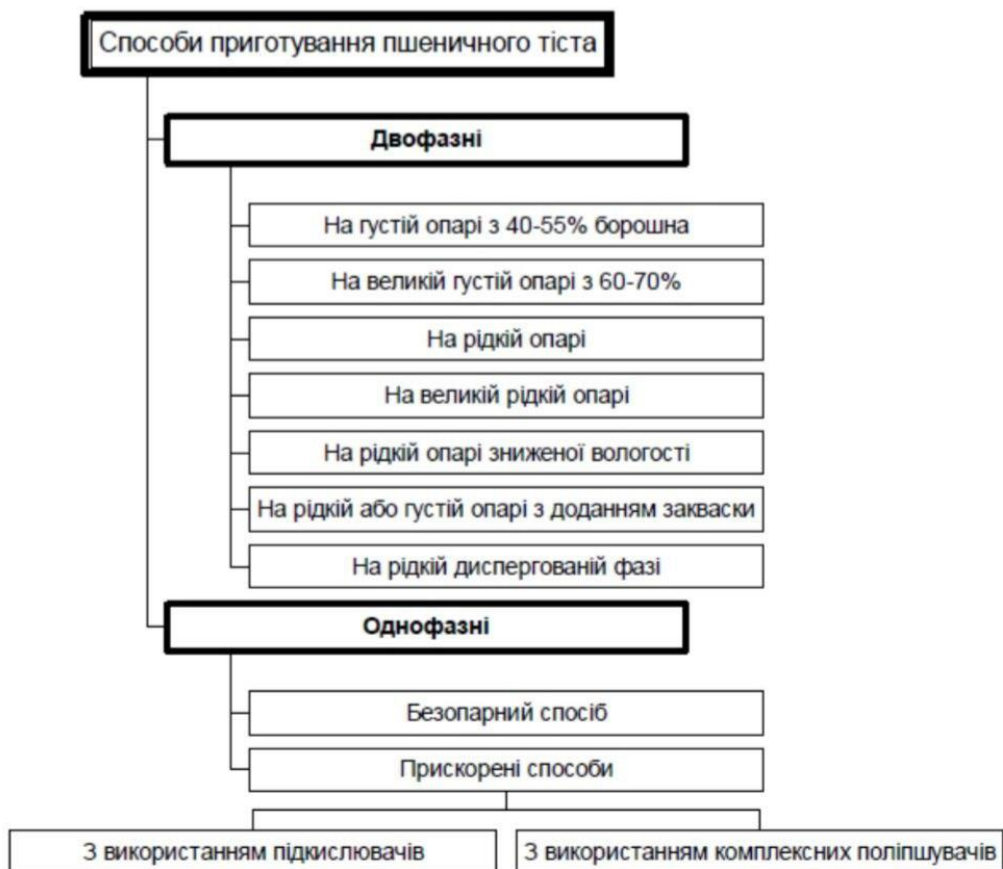 Способи приготування пшеничного тіста
Двофазні
На густій опарі з 40-55% борошна
На великій густій опарі з 60-70%
На рідкій опарі
На великій рідкій опарі
На рідкій опарі зниженої вологості
На рідкій або густій опарі з доданням закваски
На рідкій диспергованій фазі
Однофазні
Безопарний спосіб
Прискорені способи
З використанням підкислювачів
З використанням комплексних поліпшувачів